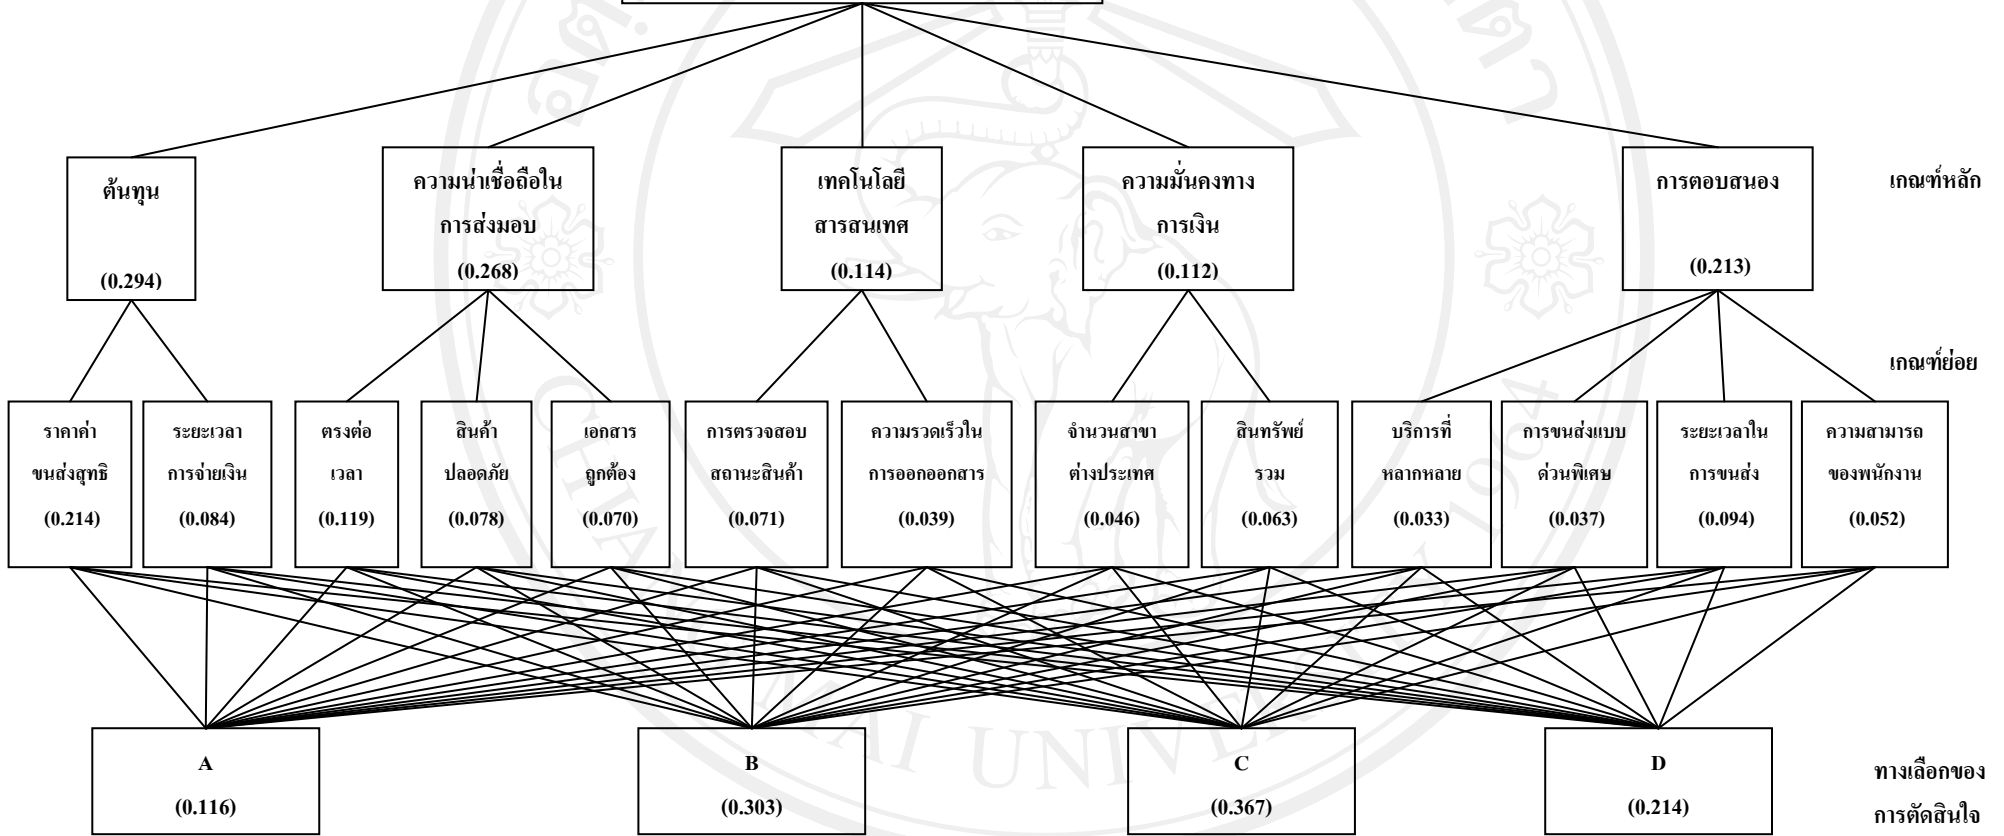 ต้นทุน
(0.294)
ความน่าเชื่อถือใน
การส่งมอบ
(0.268)
เทคโนโลยี
สารสนเทศ
(0.114)
ความมั่นคงทาง
การเงิน
(0.112)
การตอบสนอง
(0.213)
เกณฑ์หลัก
เกณฑ์ย่อย
ราคาค่า
ขนส่งสุทธิ
(0.214)
ระยะเวลา
การจ่ายเงิน
(0.084)
ตรงต่อ
เวลา
(0.119)
สินค้า
ปลอดภัย
(0.078)
เอกสาร
ถูกต้อง
(0.070)
การตรวจสอบ
สถานะสินค้า
(0.071)
ความรวดเร็วใน
การออกออกสาร
(0.039)
จำนวนสาขา
ต่างประเทศ
(0.046)
สินทรัพย์
รวม
(0.063)
บริการที่
หลากหลาย
(0.033)
การขนส่งแบบ
ด่วนพิเศษ
(0.037)
ระยะเวลาใน
การขนส่ง
(0.094)
ความสามารถ
ของพนักงาน
(0.052)
A
(0.116)
B
(0.303)
C
(0.367)
D
(0.214)
ทางเลือกของ
การตัดสินใจ
CHIANG MAI UNIVERSITY 1964